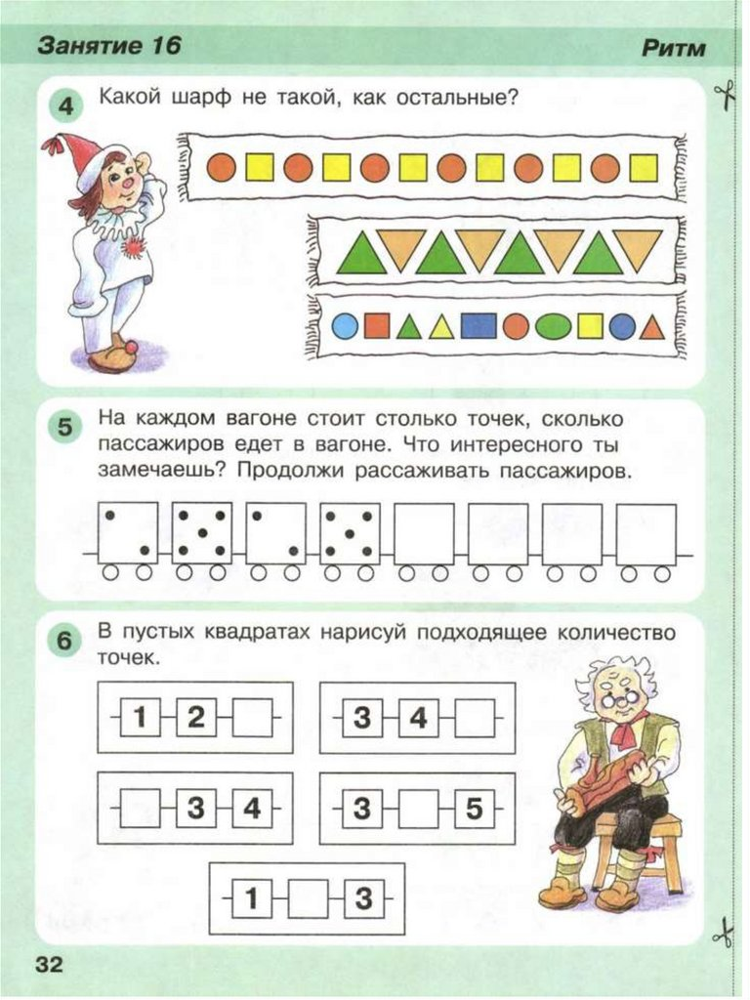 Занятие 16 Ритм
4 Какой шарф не такой, как остальные?
5 На каждом вагоне стоит столько точек, сколько
пассажиров едет в вагоне. Что интересного ты
замечаешь? Продолжи рассаживать пассажиров.
6 В пустых квадратах нарисуй подходящее количество
точек.
1 2 3 4
3 4 3 5
1 3
32